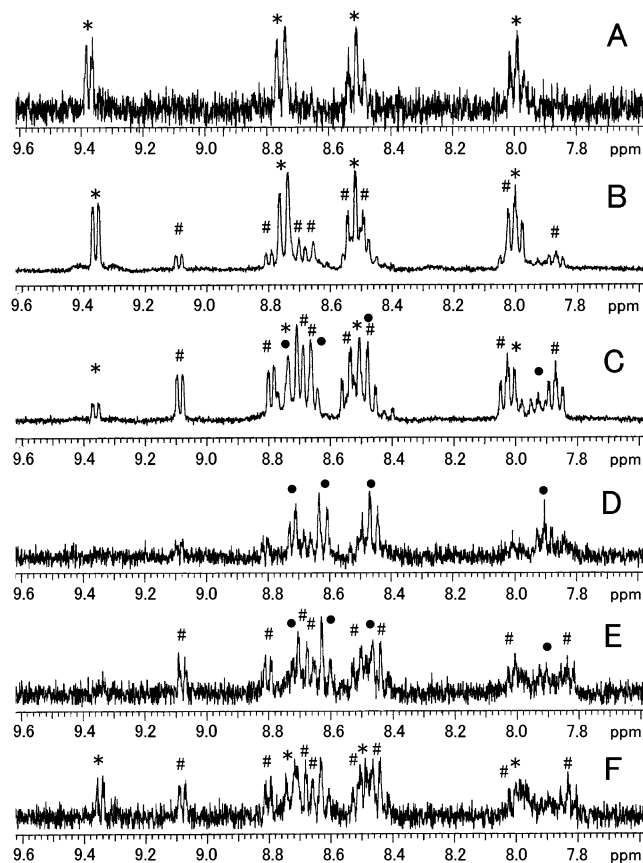 * * * * A
9.6 9.4 9.2 9.0 8.8 8.6 8.4 8.2 8.0 7.8 ppm
* # # * # # # * # # * # B
9.6 9.4 9.2 9.0 8.8 8.6 8.4 8.2 8.0 7.8 ppm
* # # * ● # # ● # * ● # # * ● # C
9.6 9.4 9.2 9.0 8.8 8.6 8.4 8.2 8.0 7.8 ppm
● ● ● ● D
9.6 9.4 9.2 9.0 8.8 8.6 8.4 8.2 8.0 7.8 ppm
# # ● # # ● # ● # # ● # E
9.6 9.4 9.2 9.0 8.8 8.6 8.4 8.2 8.0 7.8 ppm
* # # * # # # * # # * # F
9.6 9.4 9.2 9.0 8.8 8.6 8.4 8.2 8.0 7.8 ppm